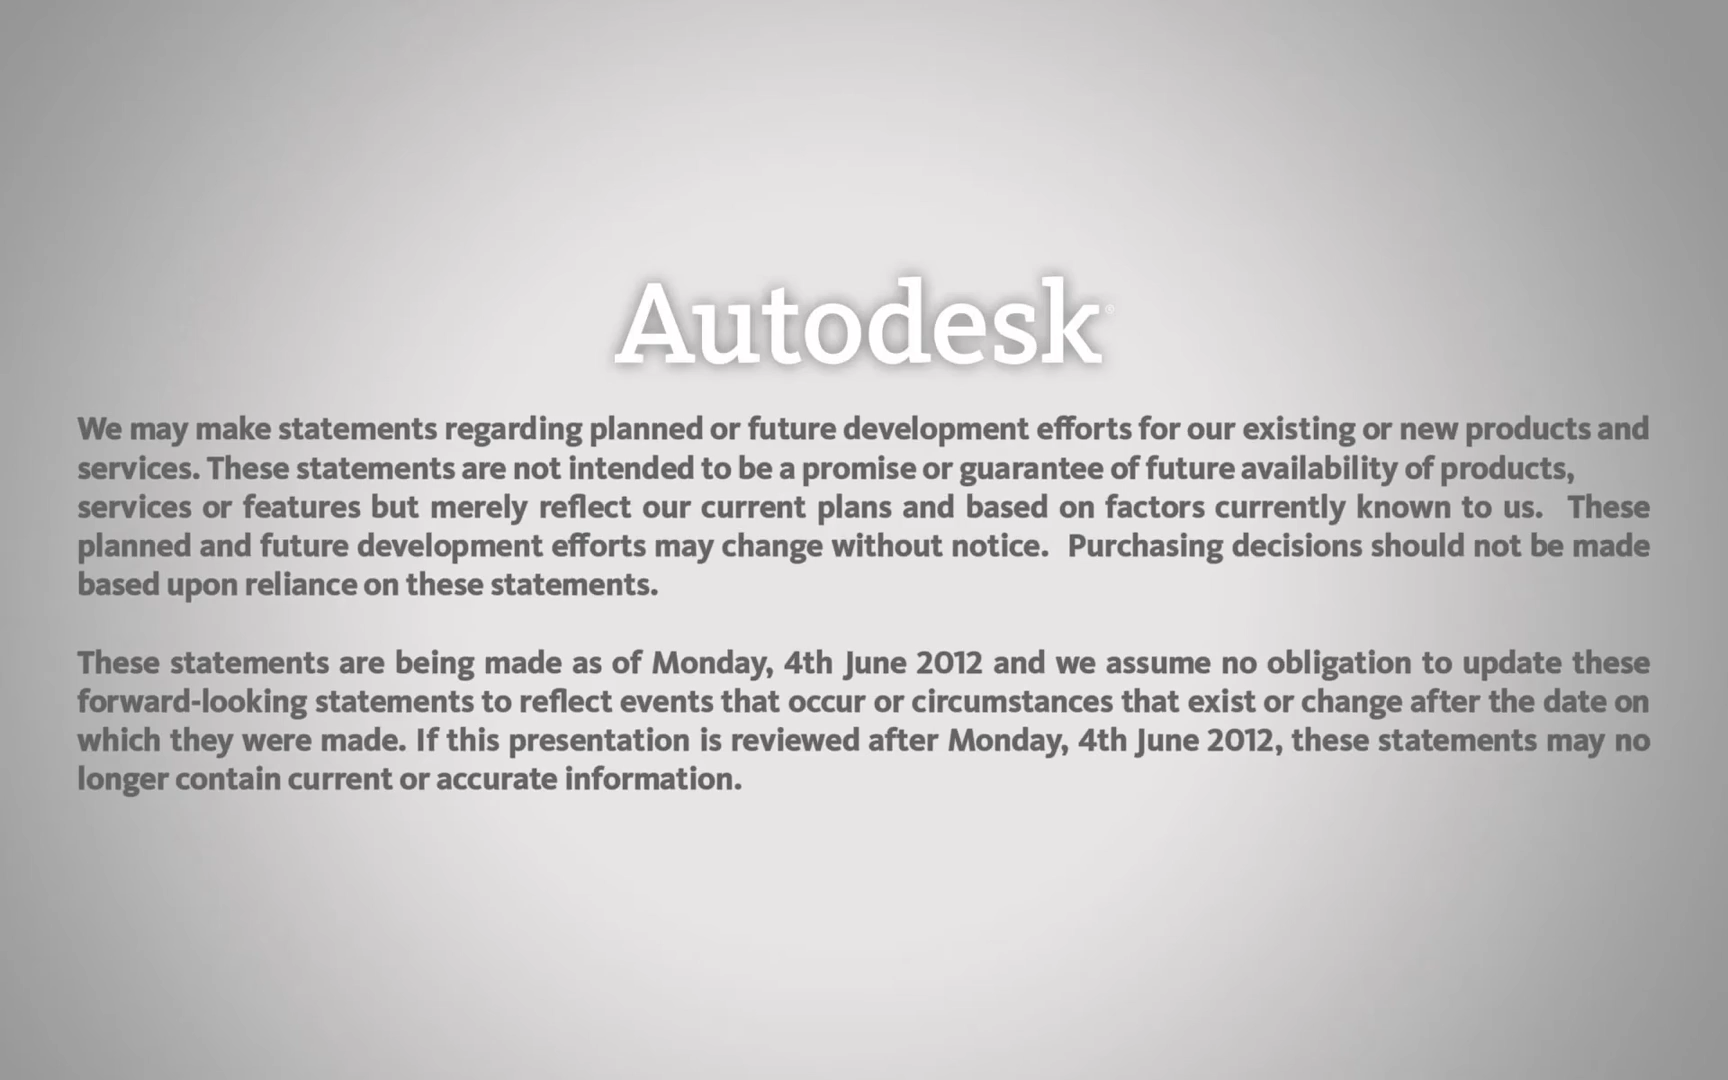 Autodesk®
We may make statements regarding planned or future development efforts for our existing or new products and
services. These statements are not intended to be a promise or guarantee of future availability of products,
services or features but merely reflect our current plans and based on factors currently known to us.  These
planned and future development efforts may change without notice.  Purchasing decisions should not be made
based upon reliance on these statements.
These statements are being made as of Monday, 4th June 2012 and we assume no obligation to update these
forward-looking statements to reflect events that occur or circumstances that exist or change after the date on
which they were made. If this presentation is reviewed after Monday, 4th June 2012, these statements may no
longer contain current or accurate information.